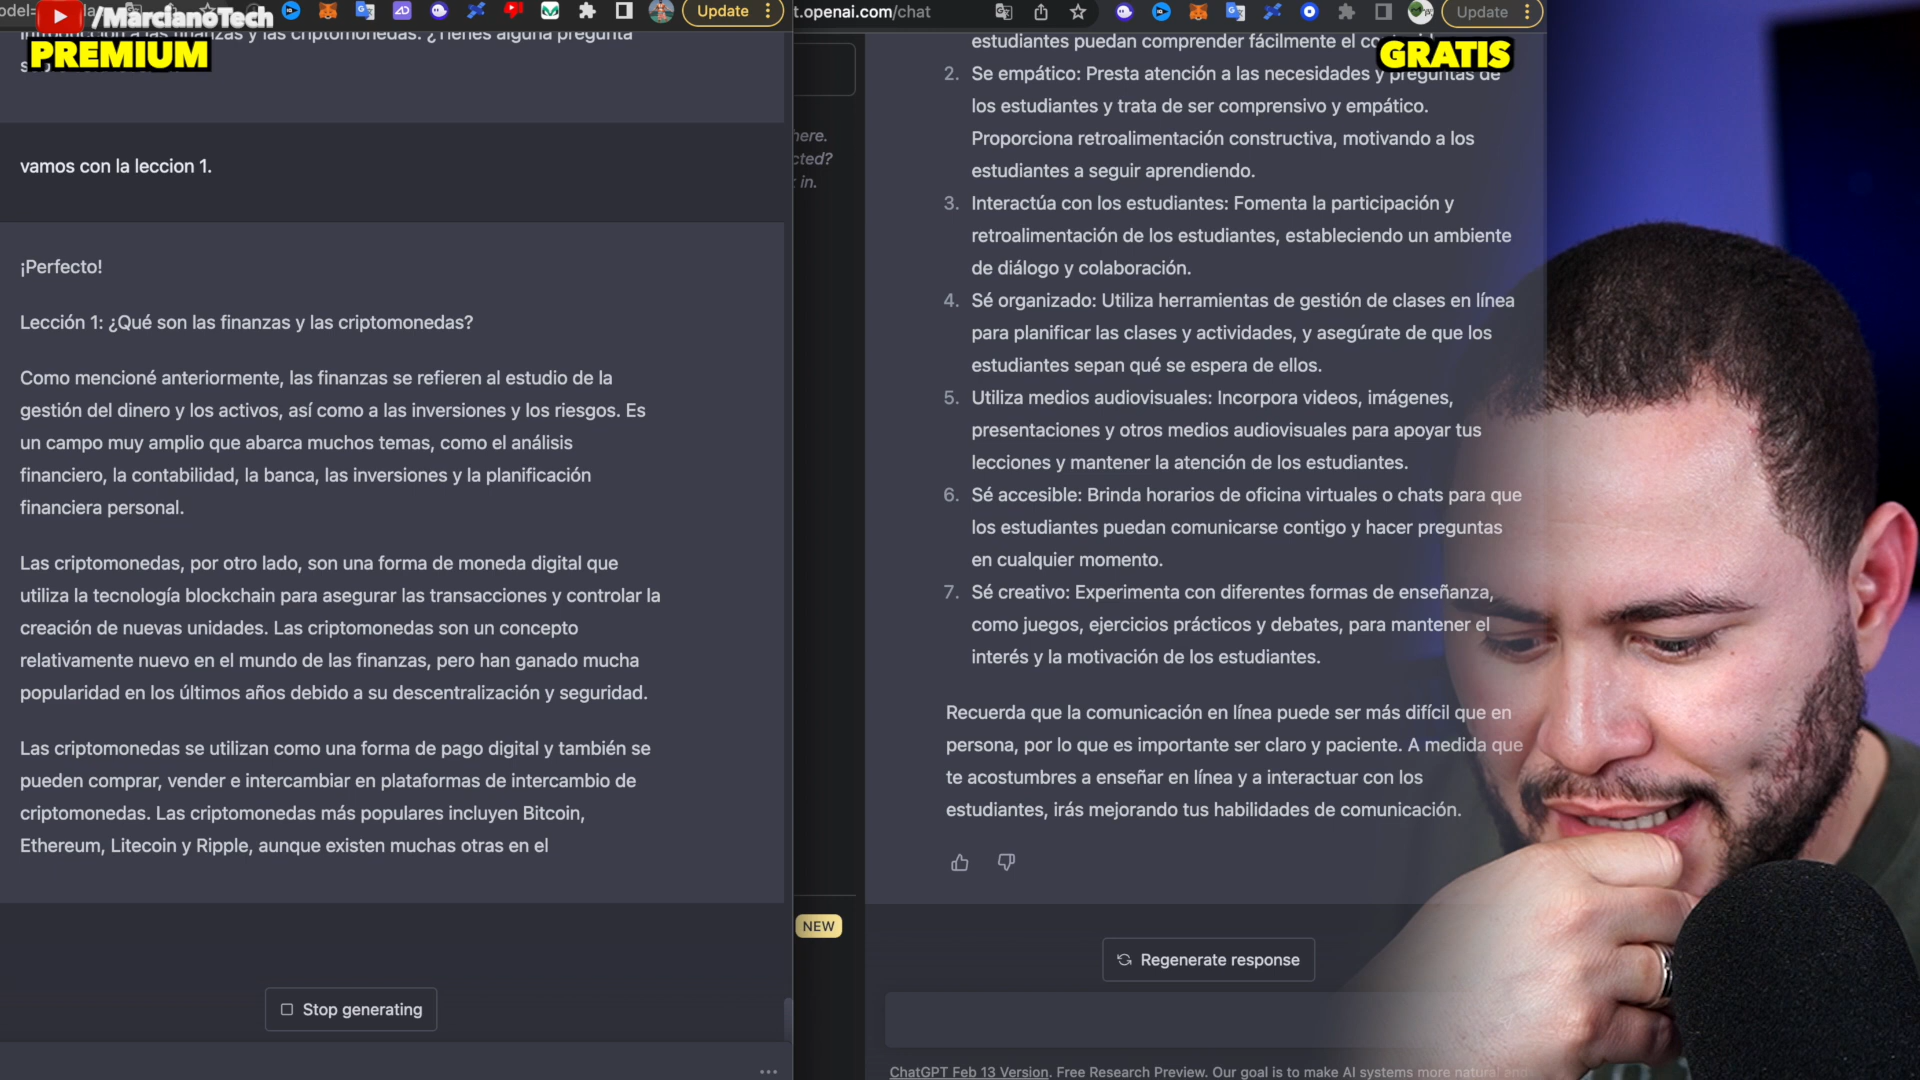 /MarcianoTech
PREMIUM
Update
introducción a las finanzas y las criptomonedas. ¿Tienes alguna pregunta
vamos con la leccion 1.
¡Perfecto!
Lección 1: ¿Qué son las finanzas y las criptomonedas?
Como mencioné anteriormente, las finanzas se refieren al estudio de la
gestión del dinero y los activos, así como a las inversiones y los riesgos. Es
un campo muy amplio que abarca muchos temas, como el análisis
financiero, la contabilidad, la banca, las inversiones y la planificación
financiera personal.
Las criptomonedas, por otro lado, son una forma de moneda digital que
utiliza la tecnología blockchain para asegurar las transacciones y controlar la
creación de nuevas unidades. Las criptomonedas son un concepto
relativamente nuevo en el mundo de las finanzas, pero han ganado mucha
popularidad en los últimos años debido a su descentralización y seguridad.
Las criptomonedas se utilizan como una forma de pago digital y también se
pueden comprar, vender e intercambiar en plataformas de intercambio de
criptomonedas. Las criptomonedas más populares incluyen Bitcoin,
Ethereum, Litecoin y Ripple, aunque existen muchas otras en el
Stop generating
t.openai.com/chat
Update
GRATIS
here.
cted?
t in.
NEW
estudiantes puedan comprender fácilmente el
2. Se empático: Presta atención a las necesidades y preguntas de
los estudiantes y trata de ser comprensivo y empático.
Proporciona retroalimentación constructiva, motivando a los
estudiantes a seguir aprendiendo.
3. Interactúa con los estudiantes: Fomenta la participación y
retroalimentación de los estudiantes, estableciendo un ambiente
de diálogo y colaboración.
4. Sé organizado: Utiliza herramientas de gestión de clases en línea
para planificar las clases y actividades, y asegúrate de que los
estudiantes sepan qué se espera de ellos.
5. Utiliza medios audiovisuales: Incorpora videos, imágenes,
presentaciones y otros medios audiovisuales para apoyar tus
lecciones y mantener la atención de los estudiantes.
6. Sé accesible: Brinda horarios de oficina virtuales o chats para que
los estudiantes puedan comunicarse contigo y hacer preguntas
en cualquier momento.
7. Sé creativo: Experimenta con diferentes formas de enseñanza,
como juegos, ejercicios prácticos y debates, para mantener el
interés y la motivación de los estudiantes.
Recuerda que la comunicación en línea puede ser más difícil que en
persona, por lo que es importante ser claro y paciente. A medida que
te acostumbres a enseñar en línea y a interactuar con los
estudiantes, irás mejorando tus habilidades de comunicación.
Regenerate response
ChatGPT Feb 13 Version. Free Research Preview. Our goal is to make AI systems more natural and